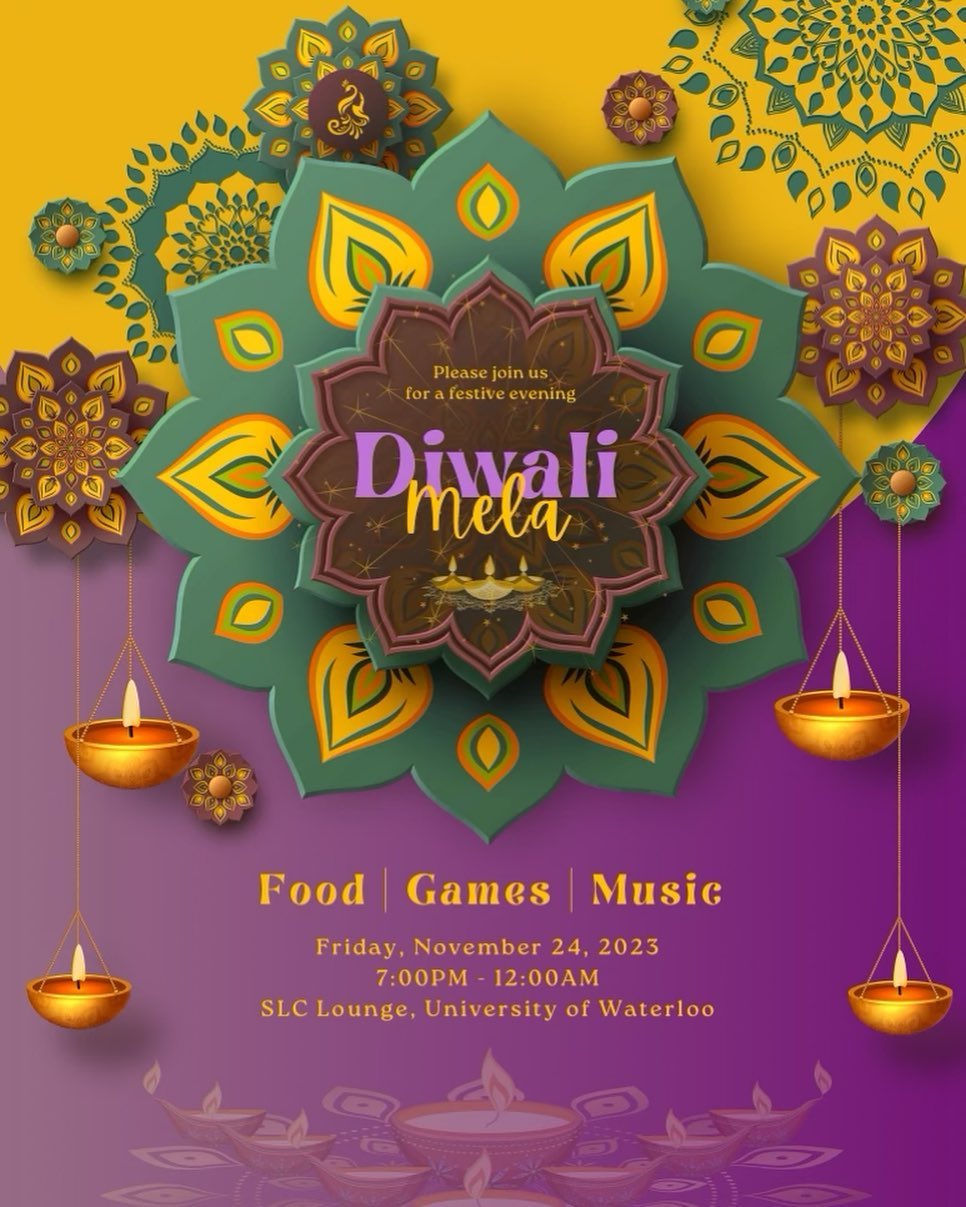 Please join us
for a festive evening
Diwali
Mela
Food | Games | Music
Friday, November 24, 2023
7:00PM - 12:00AM
SLC Lounge, University of Waterloo